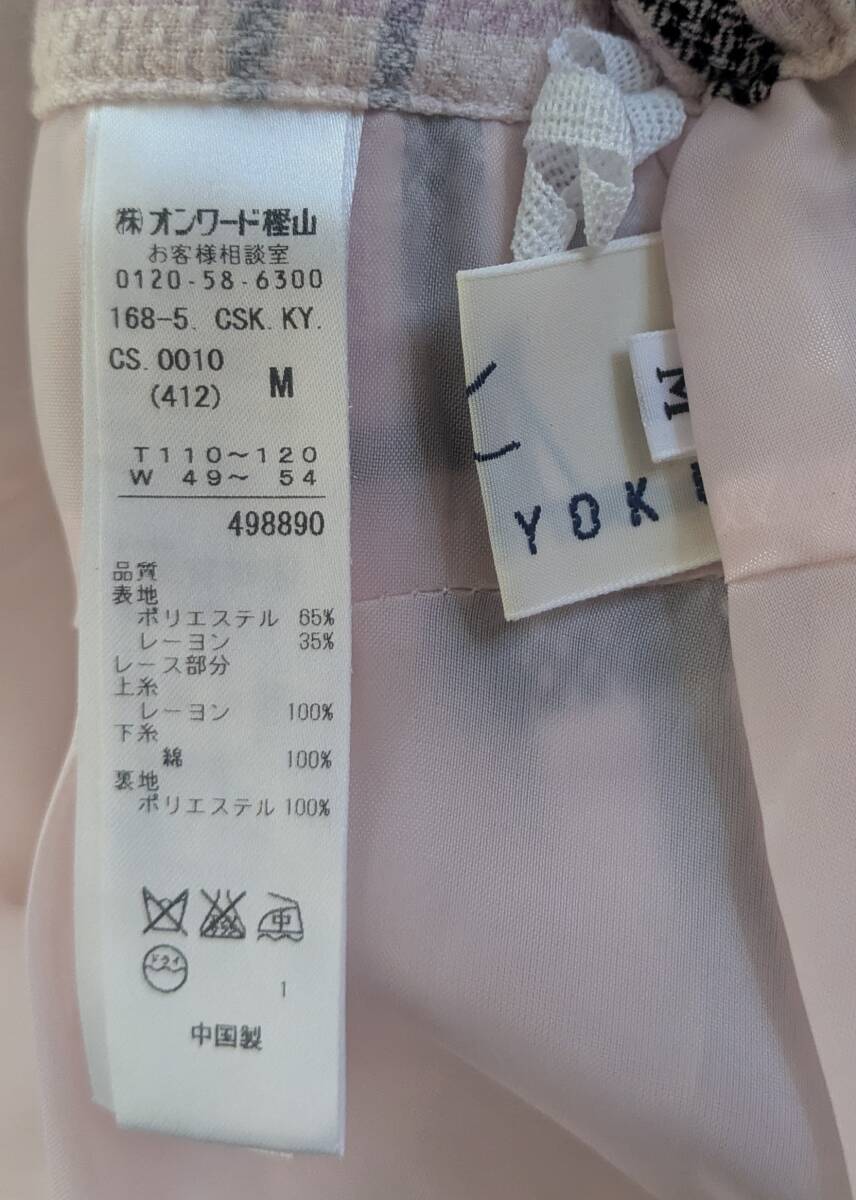 ㈱オンワード樫山
お客様相談室
0120-58-6300
168-5. CSK.KY.
CS.0010
(412) M
T110〜120
W 49〜 54
498890
品質
表地
ポリエステル 65%
レーヨン 35%
レース部分
上糸
レーヨン 100%
下糸
綿 100%
裏地
ポリエステル 100%
中
ドライ
1
中国製
M
YOK